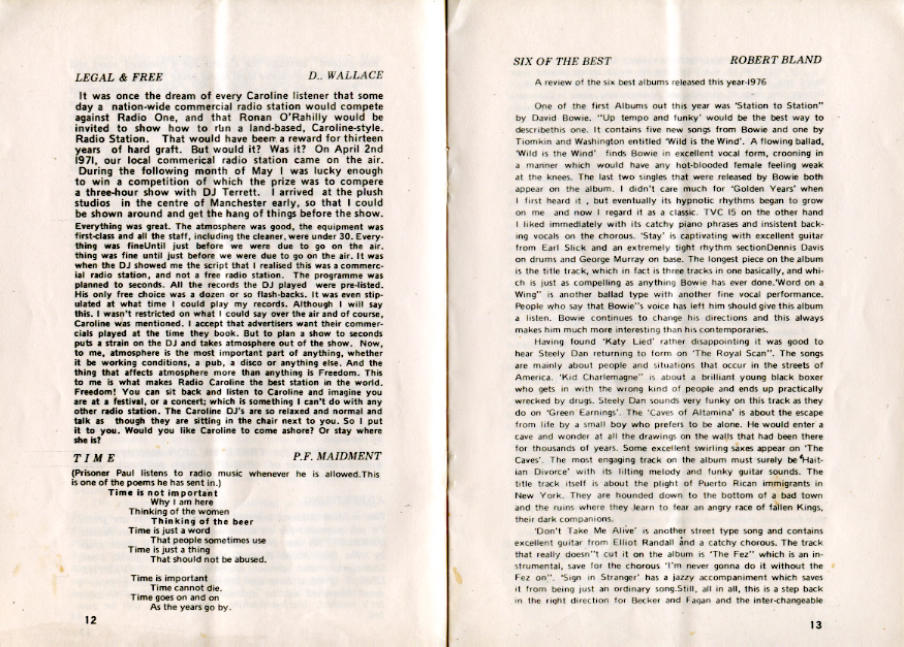 LEGAL & FREE D.. WALLACE
It was once the dream of every Caroline listener that some
day a nation-wide commercial radio station would compete
against Radio One, and that Ronan O'Rahilly would be
invited to show how to run a land-based, Caroline-style.
Radio Station. That would have been a reward for thirteen
years of hard graft. But would it? Was it? On April 2nd
1971, our local commerical radio station came on the air.
During the following month of May I was lucky enough
to win a competition of which the prize was to compere
a three-hour show with DJ Terrett. I arrived at the plush
studios in the centre of Manchester early, so that I could
be shown around and get the hang of things before the show.
Everything was great. The atmosphere was good, the equipment was
first-class and all the staff, including the cleaner, were under 30. Every-
thing was fineUntil just before we were due to go on the air.
thing was fine until just before we were due to go on the air. It was
when the DJ showed me the script that I realised this was a commerc-
ial radio station, and not a free radio station. The programme was
planned to seconds. All the records the DJ played were pre-listed.
His only free choice was a dozen or so flash-backs. It was even stip-
ulated at what time I could play my records. Although I will say
this. I wasn't restricted on what I could say over the air and of course,
Caroline was mentioned. I accept that advertisers want their commer-
cials played at the time they book. But to plan a show to seconds
puts a strain on the DJ and takes atmosphere out of the show. Now,
to me, atmosphere is the most important part of anything, whether
it be working conditions, a pub, a disco or anything else. And the
thing that affects atmosphere more than anything is Freedom. This
to me is what makes Radio Caroline the best station in the world.
Freedom! You can sit back and listen to Caroline and imagine you
are at a festival, or a concert; which is something I can't do with any
other radio station. The Caroline DJ's are so relaxed and normal and
talk as though they are sitting in the chair next to you. So I put
it to you. Would you like Caroline to come ashore? Or stay where
she is?
TIME P.F. MAIDMENT
(Prisoner Paul listens to radio music whenever he is allowed.This
is one of the poems he has sent in.)
Time is not important
Why I am here
Thinking of the women
Thinking of the beer
Time is just a word
That people sometimes use
Time is just a thing
That should not be abused.
Time is important
Time cannot die.
Time goes on and on
As the years go by.
12
SIX OF THE BEST ROBERT BLAND
A review of the six best albums released this year-1976
One of the first Albums out this year was 'Station to Station"
by David Bowie. "Up tempo and funky' would be the best way to
describethis one. It contains five new songs from Bowie and one by
Tiomkin and Washington entitled 'Wild is the Wind'. A flowing ballad,
'Wild is the Wind' finds Bowie in excellent vocal form, crooning in
a manner which would have any hot-blooded female feeling weak
at the knees. The last two singles that were released by Bowie both
appear on the album. I didn't care much for 'Golden Years' when
I first heard it , but eventually its hypnotic rhythms began to grow
on me and now I regard it as a classic. TVC 15 on the other hand
I liked immediately with its catchy piano phrases and insistent back-
ing vocals on the chorous. 'Stay' is captivating with excellent guitar
from Earl Slick and an extremely tight rhythm sectionDennis Davis
on drums and George Murray on base. The longest piece on the album
is the title track, which in fact is three tracks in one basically, and whi-
ch is just as compelling as anything Bowie has ever done.'Word on a
Wing" is another ballad type with another fine vocal performance.
People who say that Bowie"s voice has left him should give this album
a listen. Bowie continues to change his directions and this always
makes him much more interesting than his contemporaries.
Having found 'Katy Lied' rather disappointing it was good to
hear Steely Dan returning to form on 'The Royal Scan". The songs
are mainly about people and situations that occur in the streets of
America. 'Kid Charlemagne" is about a brilliant young black boxer
who gets in with the wrong kind of people and ends up practically
wrecked by drugs. Steely Dan sounds very funky on this track as they
do on 'Green Earnings'. The 'Caves of Altamina' is about the escape
from life by a small boy who prefers to be alone. He would enter a
cave and wonder at all the drawings on the walls that had been there
for thousands of years. Some excellent swirling saxes appear on 'The
Caves'. The most engaging track on the album must surely be 'Hait-
ian Divorce' with its lilting melody and funky guitar sounds. The
title track itself is about the plight of Puerto Rican immigrants in
New York. They are hounded down to the bottom of a bad town
and the ruins where they learn to fear an angry race of fallen Kings,
their dark companions.
'Don't Take Me Alive' is another street type song and contains
excellent guitar from Elliot Randall and a catchy chorous. The track
that really doesn"t cut it on the album is 'The Fez" which is an in-
strumental, save for the chorous 'I'm never gonna do it without the
Fez on". 'Sign in Stranger' has a jazzy accompaniment which saves
it from being just an ordinary song.Still, all in all, this is a step back
in the right direction for Becker and Fagan and the inter-changeable
13